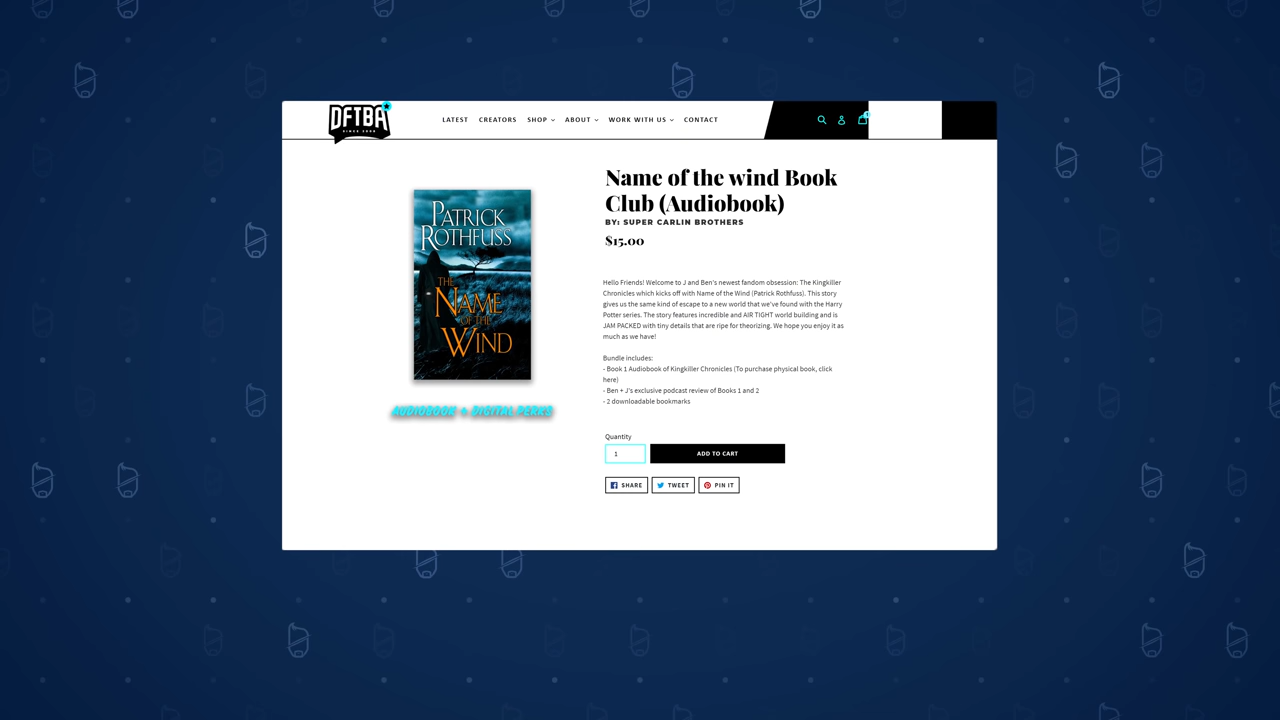 DFTBA
SINCE 2008
LATEST CREATORS SHOP ABOUT WORK WITH US CONTACT
PATRICK
ROTHFUSS
THE
NAME
OF THE
WIND
AUDIOBOOK + DIGITAL PERKS
Name of the wind Book
Club (Audiobook)
BY: SUPER CARLIN BROTHERS
$15.00
Hello Friends! Welcome to J and Ben's newest fandom obsession: The Kingkiller
Chronicles which kicks off with Name of the Wind (Patrick Rothfuss). This story
gives us the same kind of escape to a new world that we've found with the Harry
Potter series. The story features incredible and AIR TIGHT world building and is
JAM PACKED with tiny details that are ripe for theorizing. We hope you enjoy it as
much as we have!
Bundle includes:
- Book 1 Audiobook of Kingkiller Chronicles (To purchase physical book, click
here)
- Ben + J's exclusive podcast review of Books 1 and 2
- 2 downloadable bookmarks
Quantity
1 ADD TO CART
SHARE TWEET PIN IT